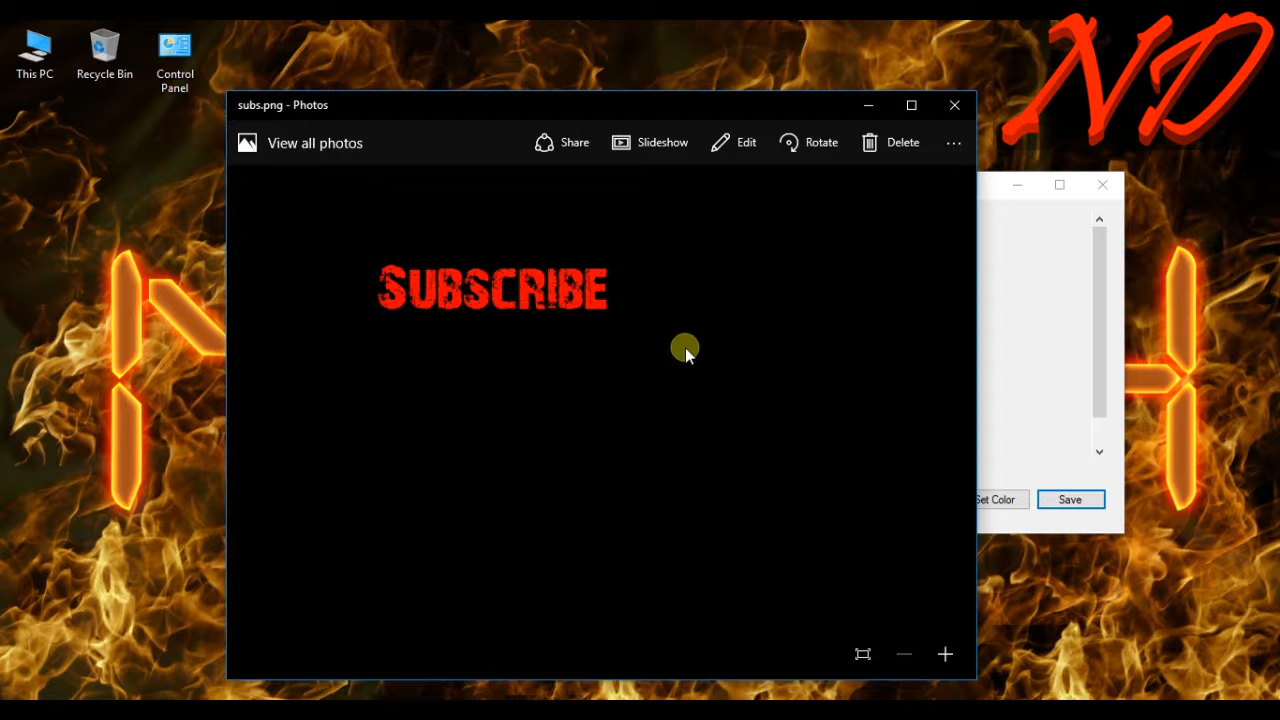 ND
This PC
Recycle Bin
Control
Panel
subs.png - Photos
View all photos
Share
Slideshow
Edit
Rotate
Delete
...
SUBSCRIBE
Set Color
Save